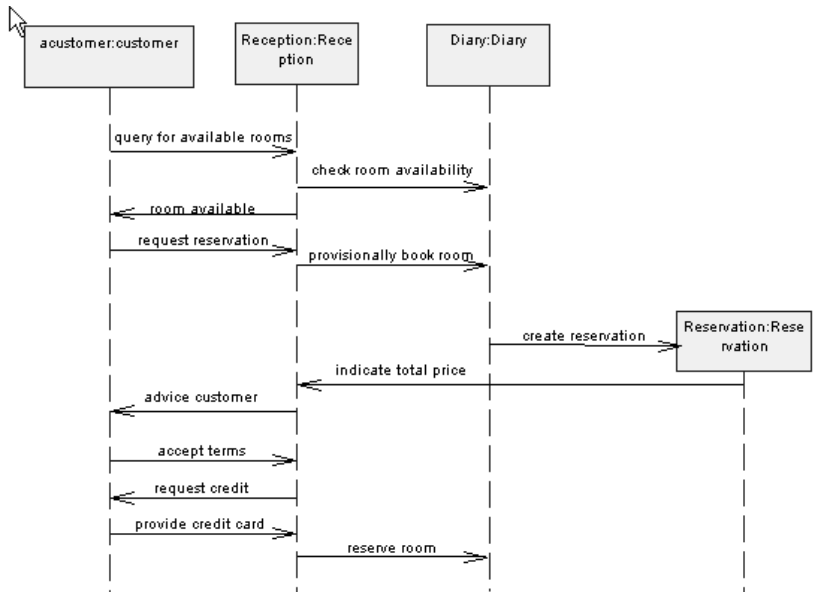 acustomer:customer
Reception:Rece
ption
Diary:Diary
query for available rooms
check room availability
room available
request reservation
provisionally book room
Reservation:Rese
rvation
create reservation
indicate total price
advice customer
accept terms
request credit
provide credit card
reserve room